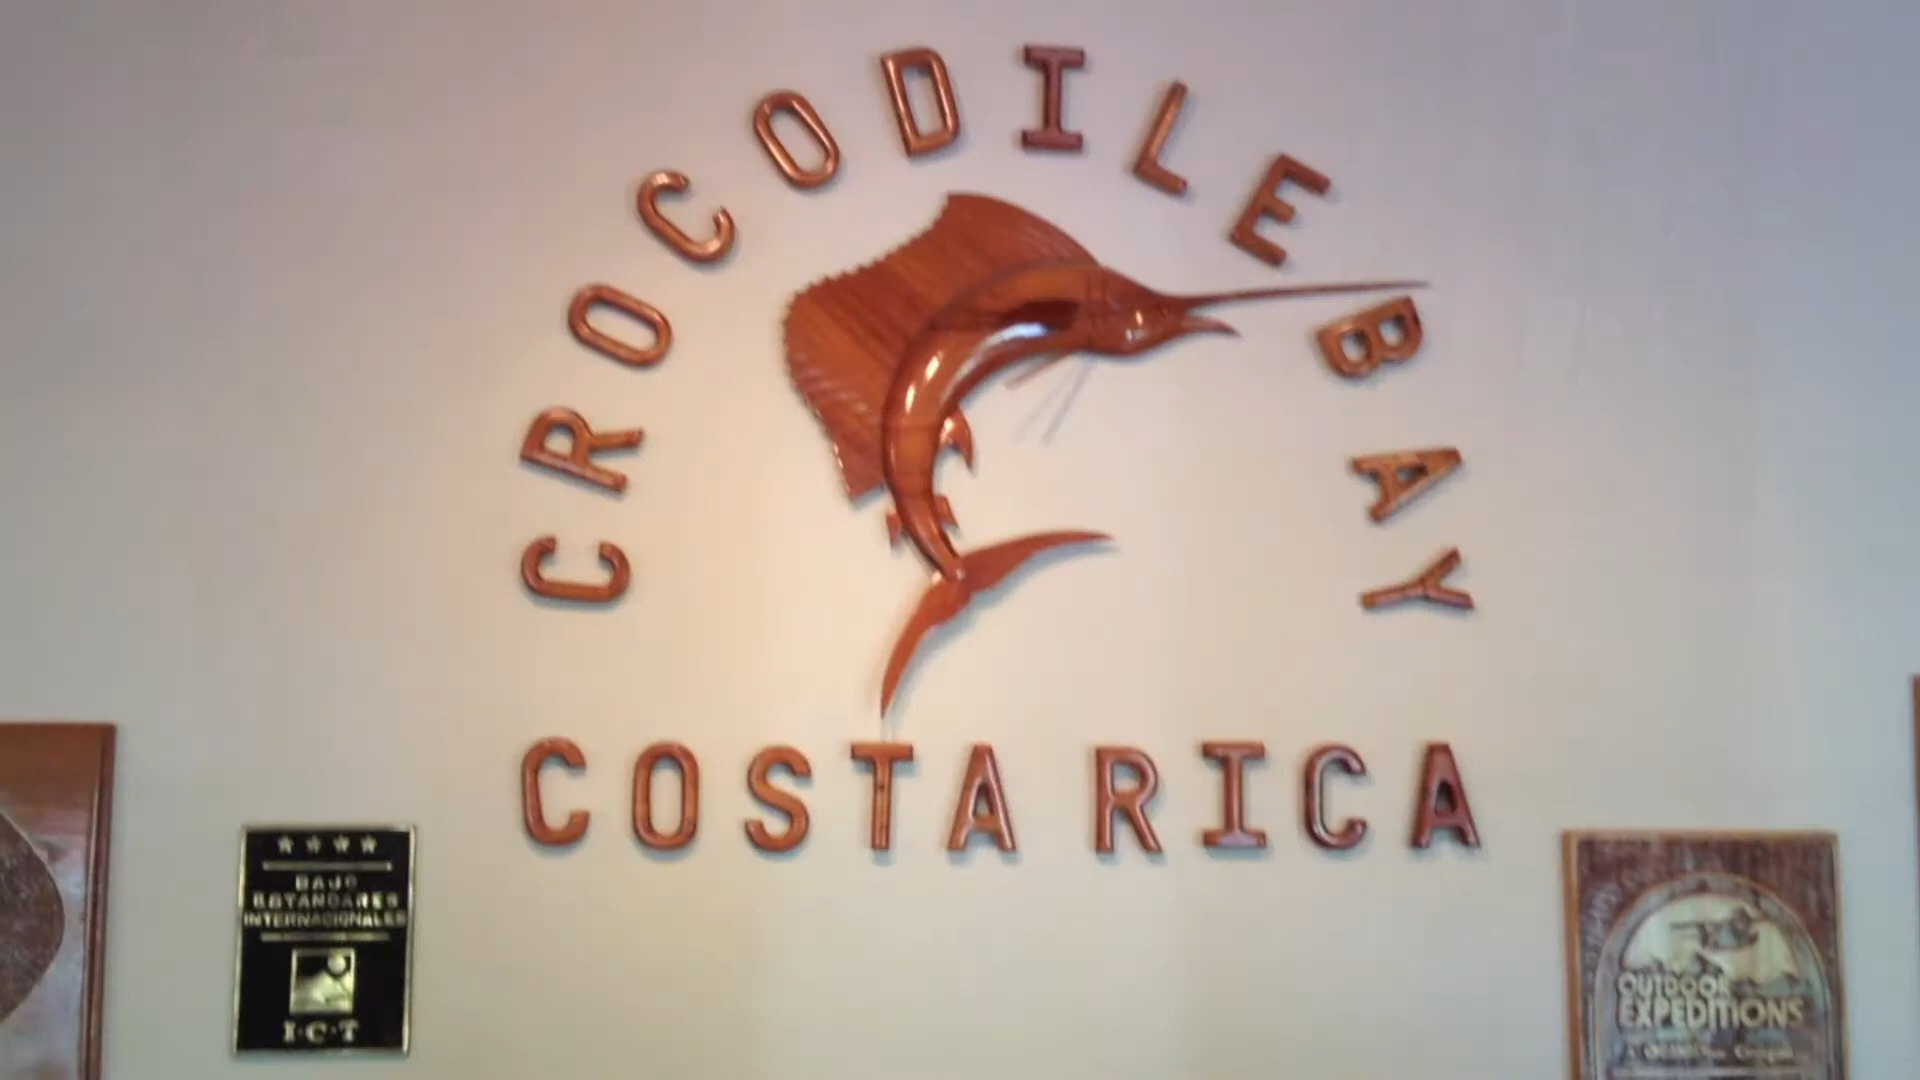 CROCODILE BAY
COSTA RICA
BAJO
ESTANDARES
INTERNACIONALES
I·C·T
OUTDOOR
EXPEDITIONS